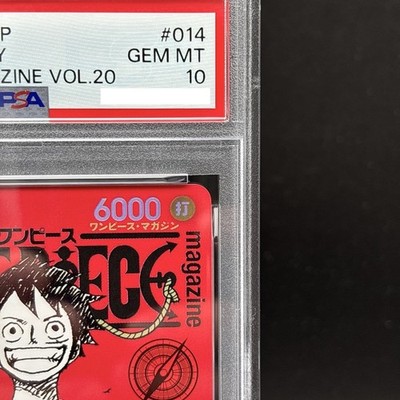 P #014
Y GEM MT
ZINE VOL.20 10
PSA
6000 打
ワンピース・マガジン
ワンピース
PIECE
magazine